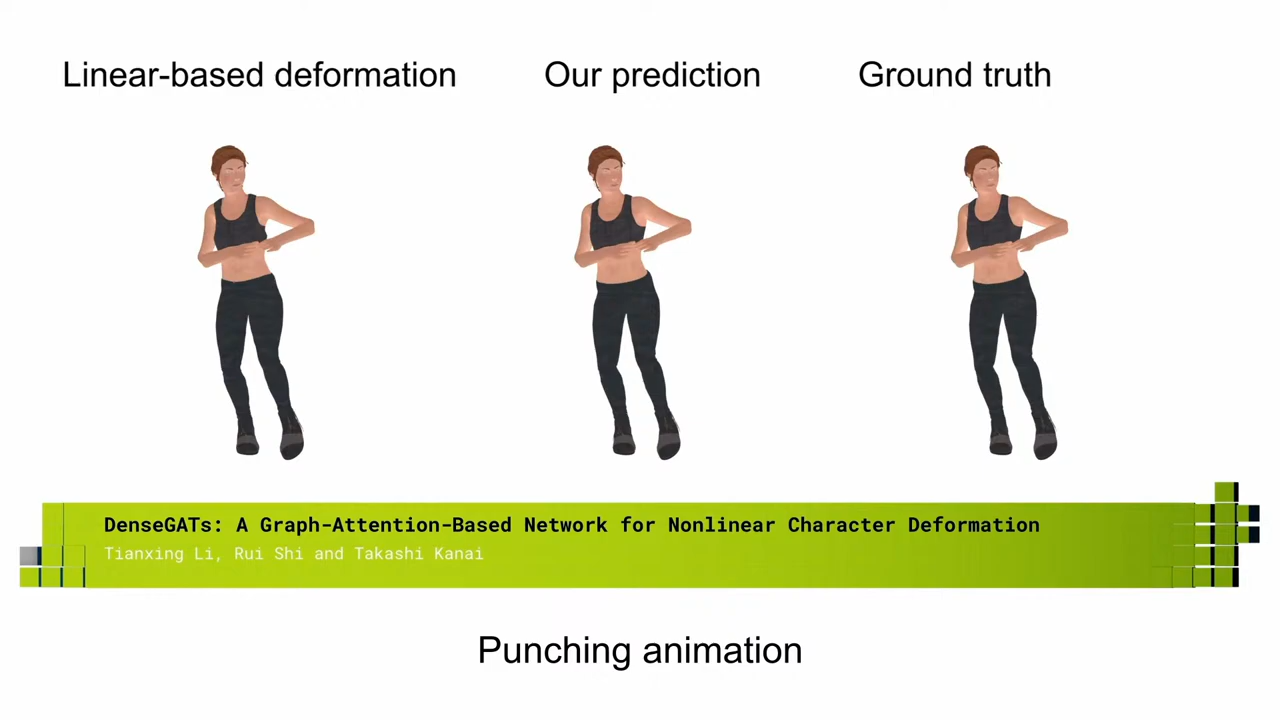 Linear-based deformation
Our prediction
Ground truth
DenseGATs: A Graph-Attention-Based Network for Nonlinear Character Deformation
Tianxing Li, Rui Shi and Takashi Kanai
Punching animation